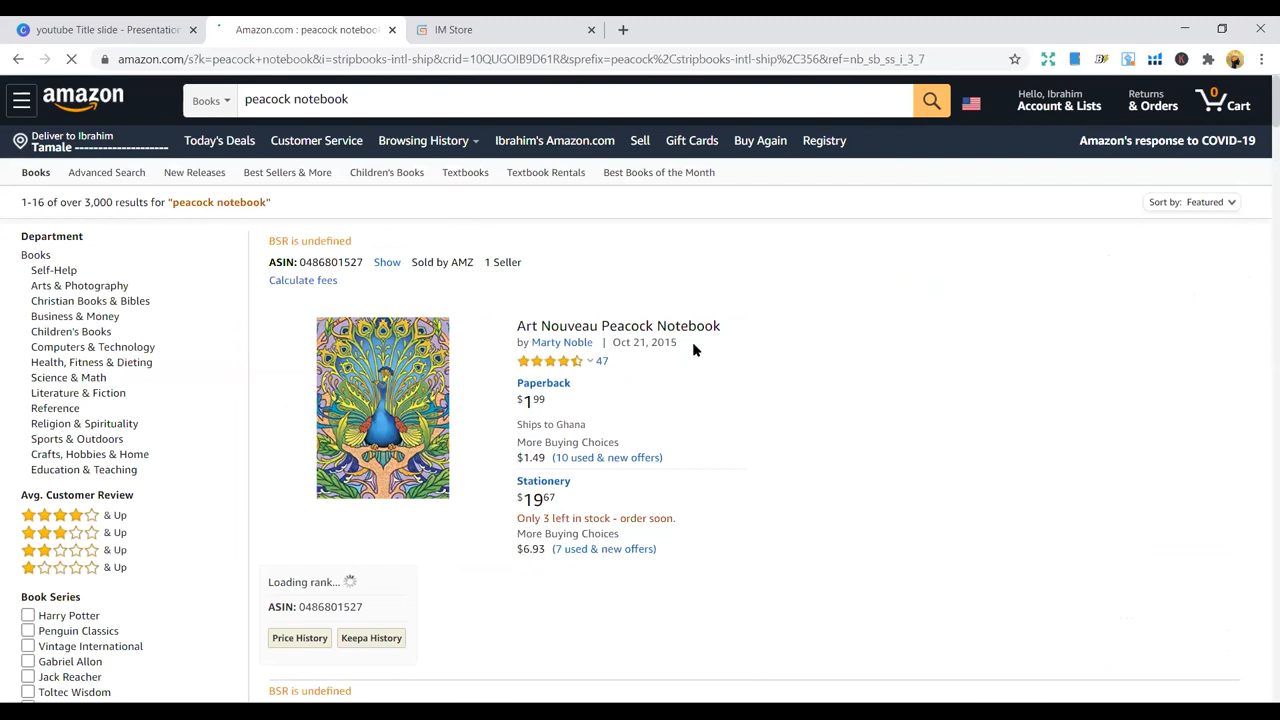 youtube Title slide - Presentation
Amazon.com : peacock notebook
IM Store
amazon.com/s?k=peacock+notebook&i=stripbooks-intl-ship&crid=10QUGOIB9D61R&sprefix=peacock%2Cstripbooks-intl-ship%2C356&ref=nb_sb_ss_i_3_7
amazon
Books
peacock notebook
Hello, Ibrahim
Account & Lists
Returns
& Orders
0
Cart
Deliver to Ibrahim
Tamale --------------------
Today's Deals
Customer Service
Browsing History
Ibrahim's Amazon.com
Sell
Gift Cards
Buy Again
Registry
Amazon's response to COVID-19
Books
Advanced Search
New Releases
Best Sellers & More
Children's Books
Textbooks
Textbook Rentals
Best Books of the Month
1-16 of over 3,000 results for "peacock notebook"
Sort by: Featured
Department
Books
Self-Help
Arts & Photography
Christian Books & Bibles
Business & Money
Children's Books
Computers & Technology
Health, Fitness & Dieting
Science & Math
Literature & Fiction
Reference
Religion & Spirituality
Sports & Outdoors
Crafts, Hobbies & Home
Education & Teaching
Avg. Customer Review
& Up
& Up
& Up
& Up
Book Series
Harry Potter
Penguin Classics
Vintage International
Gabriel Allon
Jack Reacher
Toltec Wisdom
BSR is undefined
ASIN: 0486801527 Show Sold by AMZ 1 Seller
Calculate fees
Art Nouveau Peacock Notebook
by Marty Noble | Oct 21, 2015
47
Paperback
$1 99
Ships to Ghana
More Buying Choices
$1.49 (10 used & new offers)
Stationery
$19 67
Only 3 left in stock - order soon.
More Buying Choices
$6.93 (7 used & new offers)
Loading rank...
ASIN: 0486801527
Price History
Keepa History
BSR is undefined